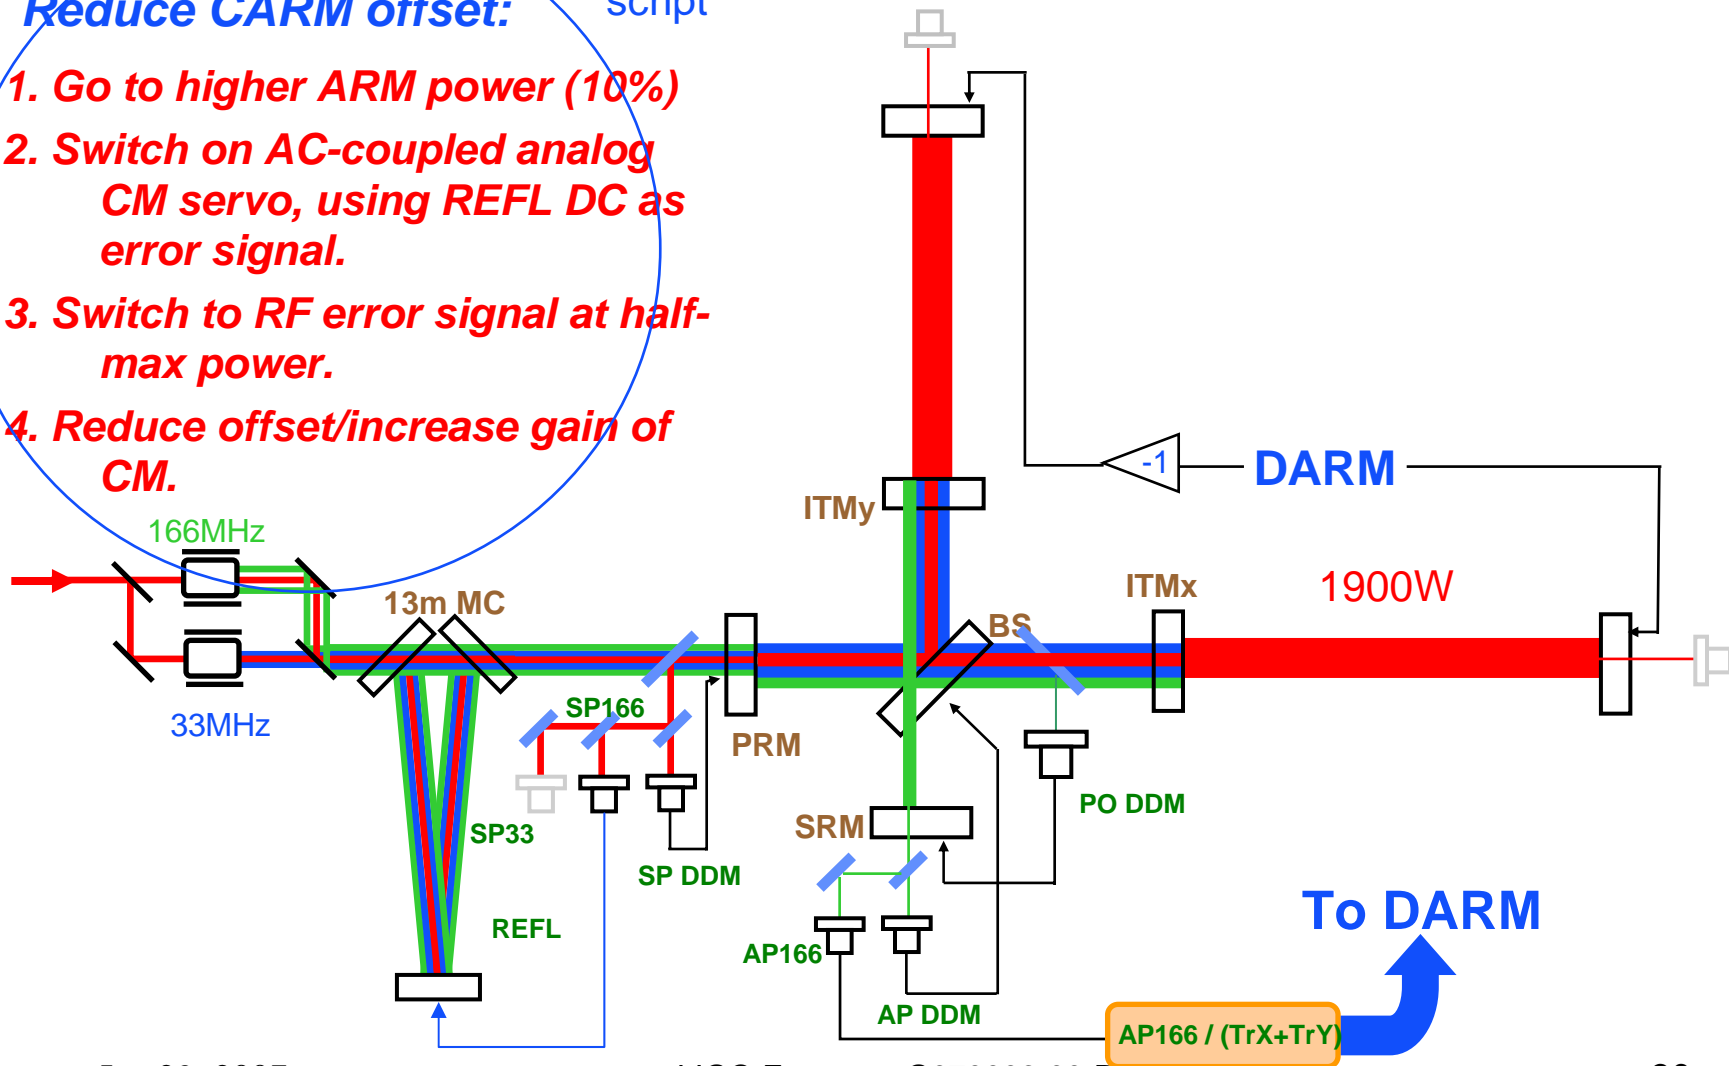 Reduce CARM offset:
script
1. Go to higher ARM power (10%)
2. Switch on AC-coupled analog
CM servo, using REFL DC as
error signal.
3. Switch to RF error signal at half-
max power.
4. Reduce offset/increase gain of
CM.
-1
DARM
ITMy
166MHz
ITMx
1900W
13m MC
BS
33MHz
SP166
PRM
PO DDM
SRM
SP33
SP DDM
To DARM
REFL
AP166
AP DDM
AP166 / (TrX+TrY)